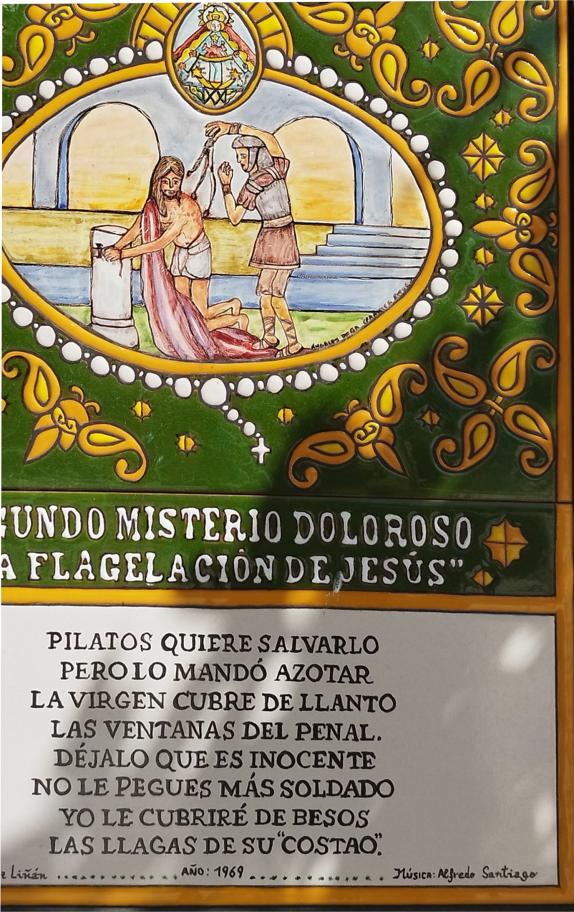 GUNDO MISTERIO DOLOROSO
A FLAGELACIÓN DE JESÚS"
PILATOS QUIERE SALVARLO
PERO LO MANDÓ AZOTAR
LA VIRGEN CUBRE DE LLANTO
LAS VENTANAS DEL PENAL.
DÉJALO QUE ES INOCENTE
NO LE PEGUES MÁS SOLDADO
YO LE CUBRIRÉ DE BESOS
LAS LLAGAS DE SU "COSTAO".
z Liñán ........ AÑO: 1969 ........ Música: Alfredo Santiago